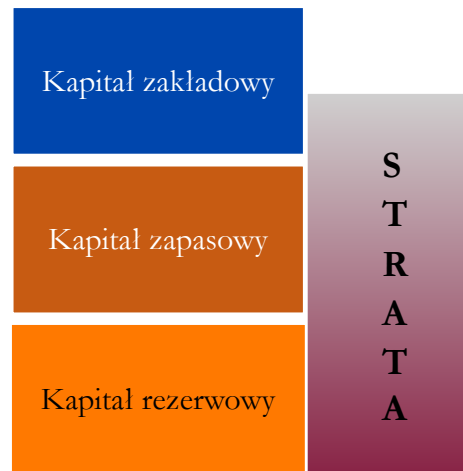 Kapitał zakładowy
Kapitał zapasowy
Kapitał rezerwowy
S
T
R
A
T
A